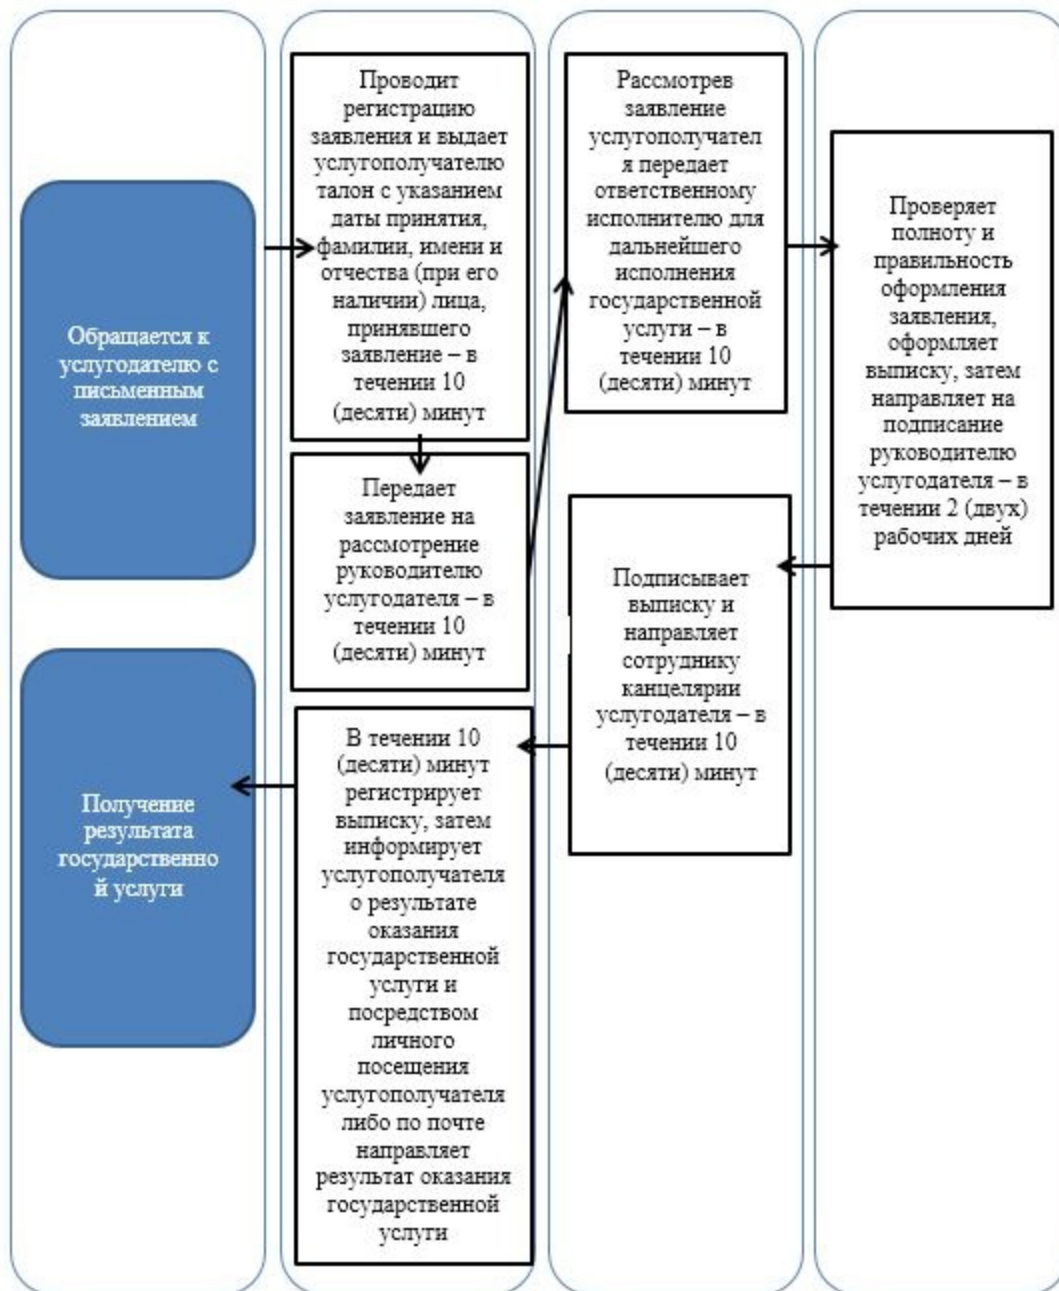 Обращается к
услугодателю с
письменным
заявлением
Проводит
регистрацию
заявления и выдает
услугополучателю
талон с указанием
даты принятия,
фамилии, имени и
отчества (при его
наличии) лица,
принявшего
заявление – в
течении 10
(десяти) минут
Передает
заявление на
рассмотрение
руководителю
услугодателя – в
течении 10
(десяти) минут
Рассмотрев
заявление
услугополучател
я передает
ответственному
исполнителю для
дальнейшего
исполнения
государственной
услуги – в
течении 10
(десяти) минут
Проверяет
полноту и
правильность
оформления
заявления,
оформляет
выписку, затем
направляет на
подписание
руководителю
услугодателя – в
течении 2 (двух)
рабочих дней
Подписывает
выписку и
направляет
сотруднику
канцелярии
услугодателя – в
течении 10
(десяти) минут
В течении 10
(десяти) минут
регистрирует
выписку, затем
информирует
услугополучателя
о результате
оказания
государственной
услуги и
посредством
личного
посещения
услугополучателя
либо по почте
направляет
результат оказания
государственной
услуги
Получение
результата
государственно
й услуги